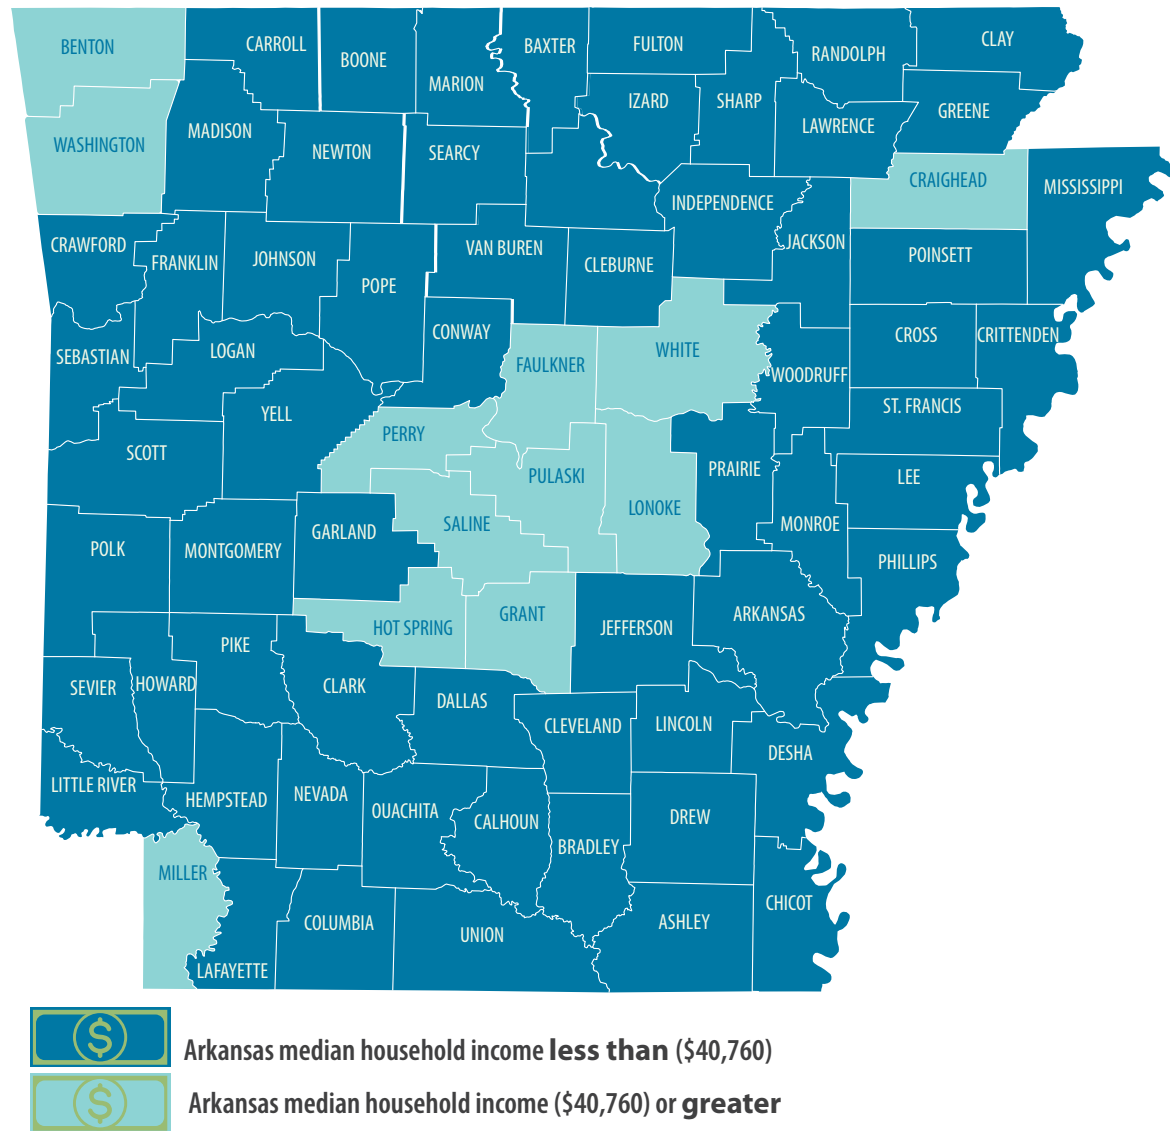 BENTON
CARROLL
BOONE
MARION
BAXTER
FULTON
RANDOLPH
CLAY
IZARD
SHARP
LAWRENCE
GREENE
WASHINGTON
MADISON
NEWTON
SEARCY
INDEPENDENCE
CRAIGHEAD
MISSISSIPPI
CRAWFORD
FRANKLIN
JOHNSON
POPE
VAN BUREN
CLEBURNE
JACKSON
POINSETT
SEBASTIAN
LOGAN
CONWAY
FAULKNER
WHITE
WOODRUFF
CROSS
CRITTENDEN
SCOTT
YELL
PERRY
PULASKI
LONOKE
PRAIRIE
ST. FRANCIS
LEE
POLK
MONTGOMERY
GARLAND
SALINE
MONROE
PHILLIPS
PIKE
HOT SPRING
GRANT
JEFFERSON
ARKANSAS
SEVIER
HOWARD
CLARK
DALLAS
CLEVELAND
LINCOLN
DESHA
LITTLE RIVER
HEMPSTEAD
NEVADA
OUACHITA
CALHOUN
BRADLEY
DREW
MILLER
LAFAYETTE
COLUMBIA
UNION
ASHLEY
CHICOT
$
Arkansas median household income less than ($40,760)
$
Arkansas median household income ($40,760) or greater